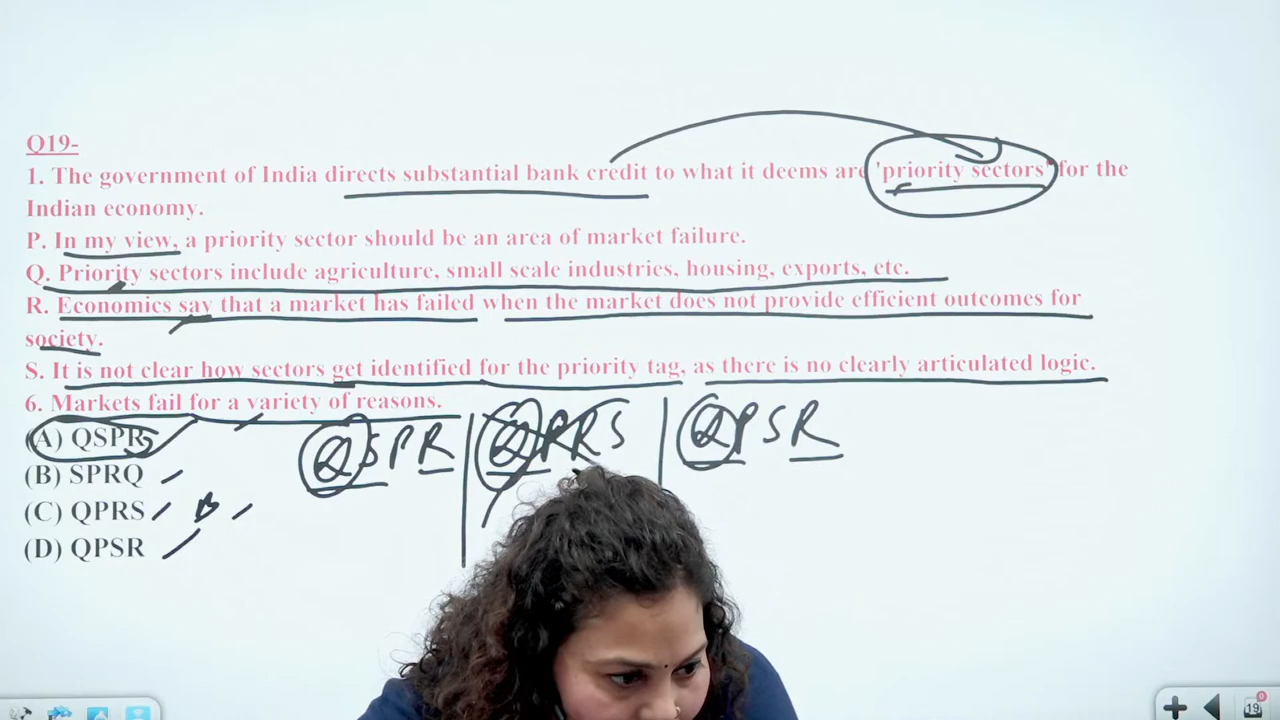 Q19-
1. The government of India directs substantial bank credit to what it deems are 'priority sectors' for the
Indian economy.
P. In my view, a priority sector should be an area of market failure.
Q. Priority sectors include agriculture, small scale industries, housing, exports, etc.
R. Economics say that a market has failed when the market does not provide efficient outcomes for
society.
S. It is not clear how sectors get identified for the priority tag, as there is no clearly articulated logic.
6. Markets fail for a variety of reasons.
(A) QSPR
QSPR QPRS QPSR
(B) SPRQ
(C) QPRS
(D) QPSR
19